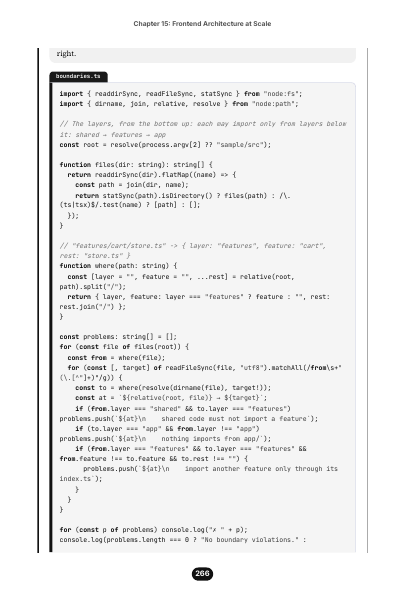 Chapter 15: Frontend Architecture at Scale
right.
boundaries.ts
import { readdirSync, readFileSync, statSync } from "node:fs";
import { dirname, join, relative, resolve } from "node:path";
// The layers, from the bottom up: each may import only from layers below
it: shared → features → app
const root = resolve(process.argv[2] ?? "sample/src");
function files(dir: string): string[] {
  return readdirSync(dir).flatMap((name) => {
    const path = join(dir, name);
    return statSync(path).isDirectory() ? files(path) : /\.
(ts|tsx)$/.test(name) ? [path] : [];
  });
}
// "features/cart/store.ts" -> { layer: "features", feature: "cart",
rest: "store.ts" }
function where(path: string) {
  const [layer = "", feature = "", ...rest] = relative(root,
path).split("/");
  return { layer, feature: layer === "features" ? feature : "", rest:
rest.join("/") };
}
const problems: string[] = [];
for (const file of files(root)) {
  const from = where(file);
  for (const [, target] of readFileSync(file, "utf8").matchAll(/from\s+"
(\.[^"]+)"/g)) {
    const to = where(resolve(dirname(file), target!));
    const at = `${relative(root, file)} → ${target}`;
    if (from.layer === "shared" && to.layer === "features")
problems.push(`${at}\n    shared code must not import a feature`);
    if (to.layer === "app" && from.layer !== "app")
problems.push(`${at}\n    nothing imports from app/`);
    if (from.layer === "features" && to.layer === "features" &&
from.feature !== to.feature && to.rest !== "") {
      problems.push(`${at}\n    import another feature only through its
index.ts`);
    }
  }
}
for (const p of problems) console.log("✗ " + p);
console.log(problems.length === 0 ? "No boundary violations." :
266